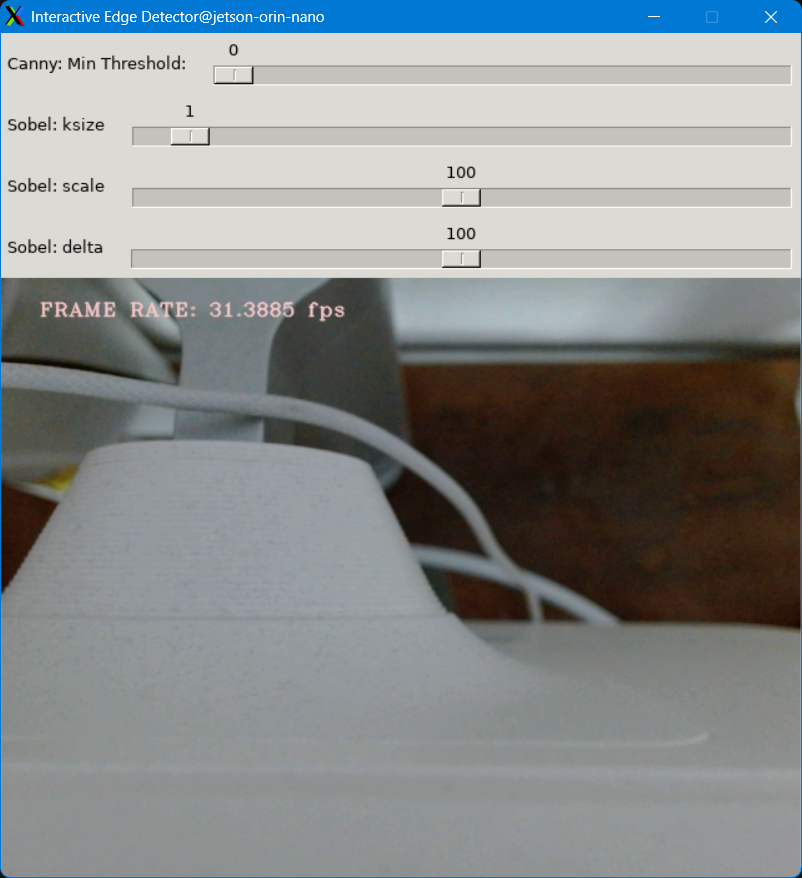 Interactive Edge Detector@jetson-orin-nano
0
Canny: Min Threshold:
1
Sobel: ksize
100
Sobel: scale
100
Sobel: delta
FRAME RATE: 31.3885 fps